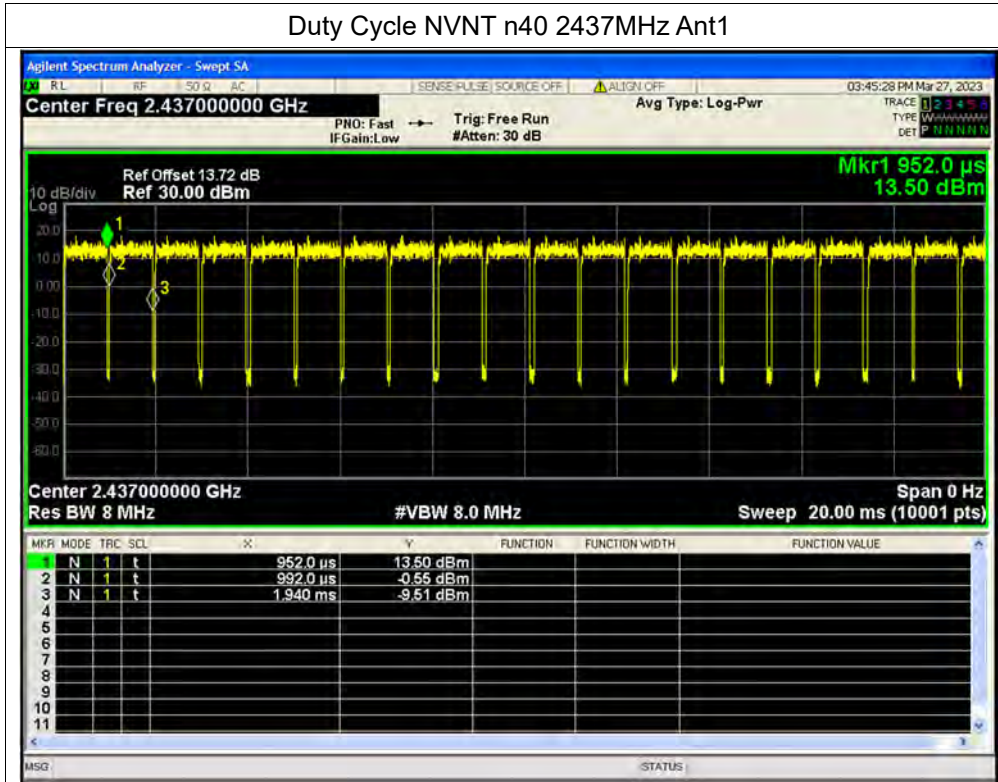 Duty Cycle NVNT n40 2437MHz Ant1
Agilent Spectrum Analyzer - Swept SA
LXI RL RF 50 Ω AC SENSE:PULSE SOURCE OFF ALIGN OFF 03:45:28 PM Mar 27, 2023
Center Freq 2.437000000 GHz Avg Type: Log-Pwr TRACE 1 2 3 4 5 6
PNO: Fast Trig: Free Run TYPE W
IFGain:Low #Atten: 30 dB DET P N N N N N
Mkr1 952.0 µs
Ref Offset 13.72 dB 13.50 dBm
10 dB/div Ref 30.00 dBm
Log
20.0
10.0
0.00
-10.0
-20.0
-30.0
-40.0
-50.0
-60.0
1
2
3
Center 2.437000000 GHz Span 0 Hz
Res BW 8 MHz #VBW 8.0 MHz Sweep 20.00 ms (10001 pts)
MKR MODE TRC SCL X Y FUNCTION FUNCTION WIDTH FUNCTION VALUE
1 N 1 t 952.0 µs 13.50 dBm
2 N 1 t 992.0 µs -0.55 dBm
3 N 1 t 1.940 ms -9.51 dBm
4
5
6
7
8
9
10
11
MSG STATUS